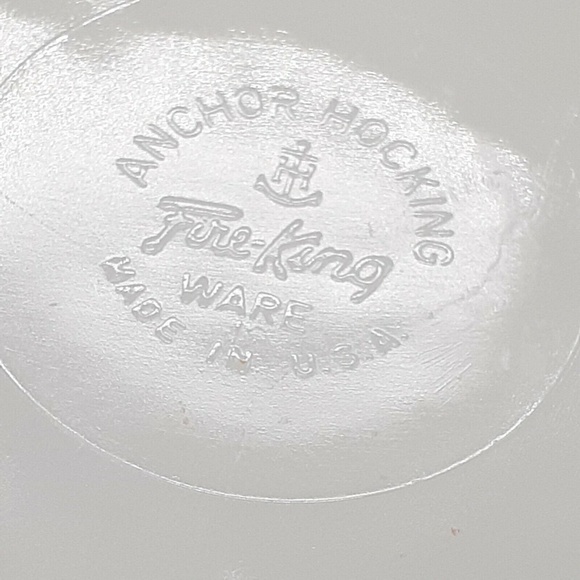 ANCHOR HOCKING
Fire-King
WARE
MADE IN U.S.A.